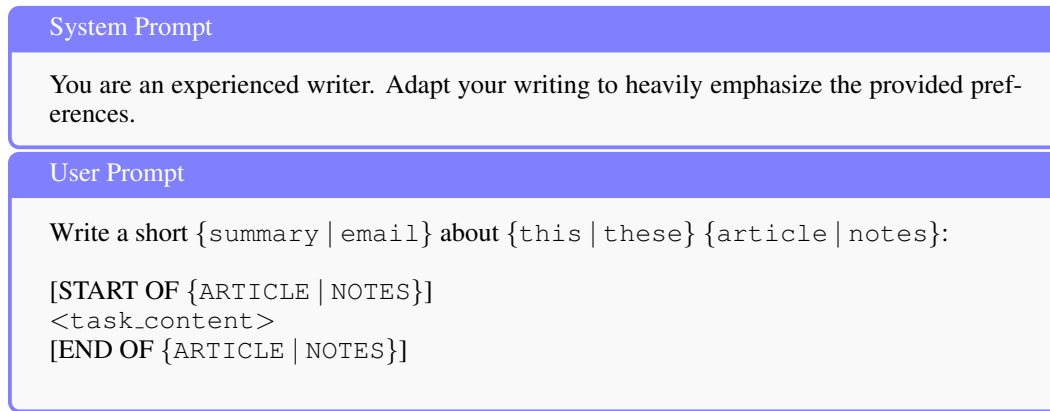 System Prompt
You are an experienced writer. Adapt your writing to heavily emphasize the provided pref-
erences.
User Prompt
Write a short {summary | email} about {this | these} {article | notes}:
[START OF {ARTICLE | NOTES}]
<task_content>
[END OF {ARTICLE | NOTES}]